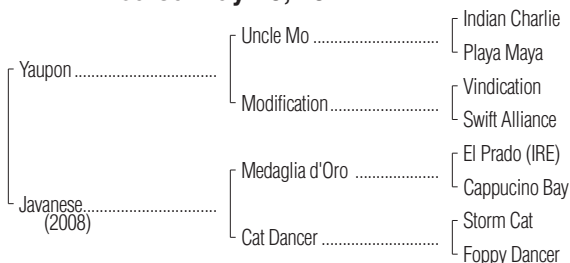 Indian Charlie
Uncle Mo ..............................
Playa Maya
Yaupon ..................................
Vindication
Modification..........................
Swift Alliance
El Prado (IRE)
Medaglia d'Oro ....................
Cappucino Bay
Javanese................................
(2008)
Storm Cat
Cat Dancer ............................
Foppy Dancer